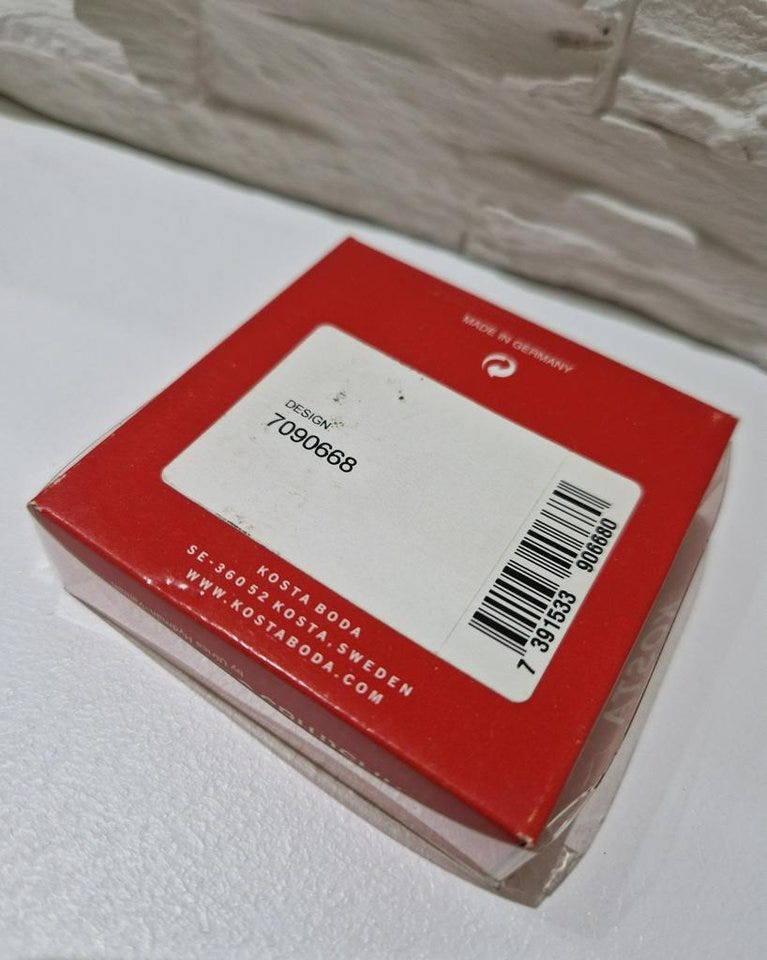 MADE IN GERMANY
DESIGN:
7090668
7 391533 906680
KOSTA BODA
SE-360 52 KOSTA, SWEDEN
WWW.KOSTABODA.COM